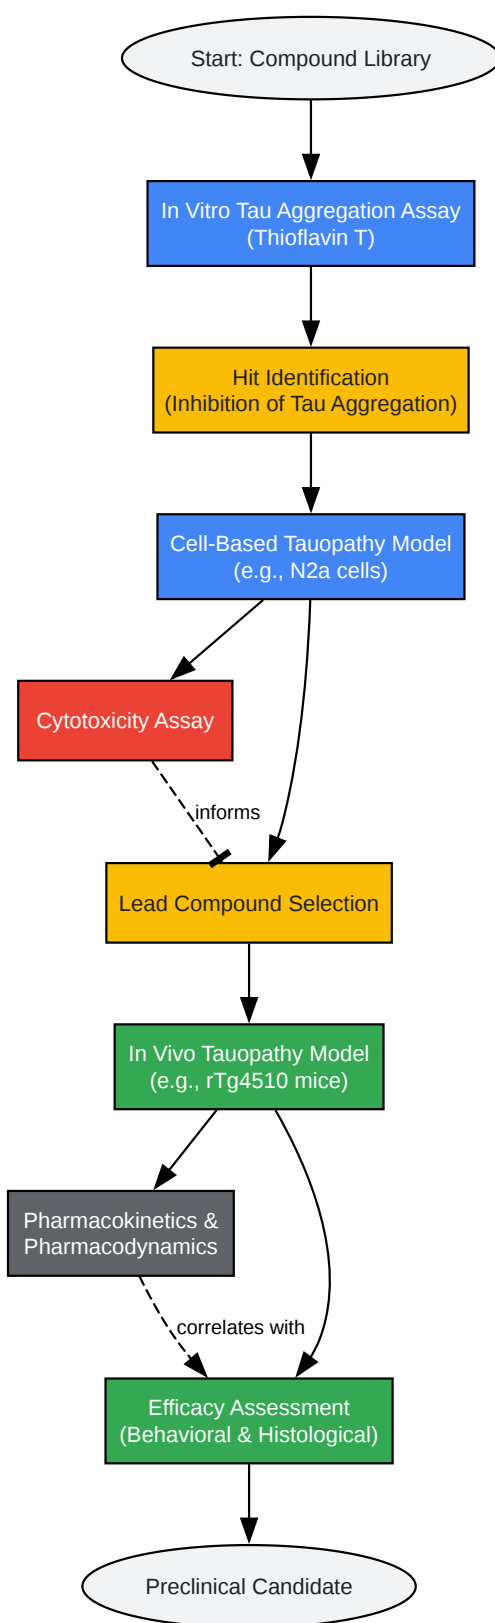 Start: Compound Library
In Vitro Tau Aggregation Assay
(Thioflavin T)
Hit Identification
(Inhibition of Tau Aggregation)
Cell-Based Tauopathy Model
(e.g., N2a cells)
Cytotoxicity Assay
informs
Lead Compound Selection
In Vivo Tauopathy Model
(e.g., rTg4510 mice)
Pharmacokinetics &
Pharmacodynamics
correlates with
Efficacy Assessment
(Behavioral & Histological)
Preclinical Candidate